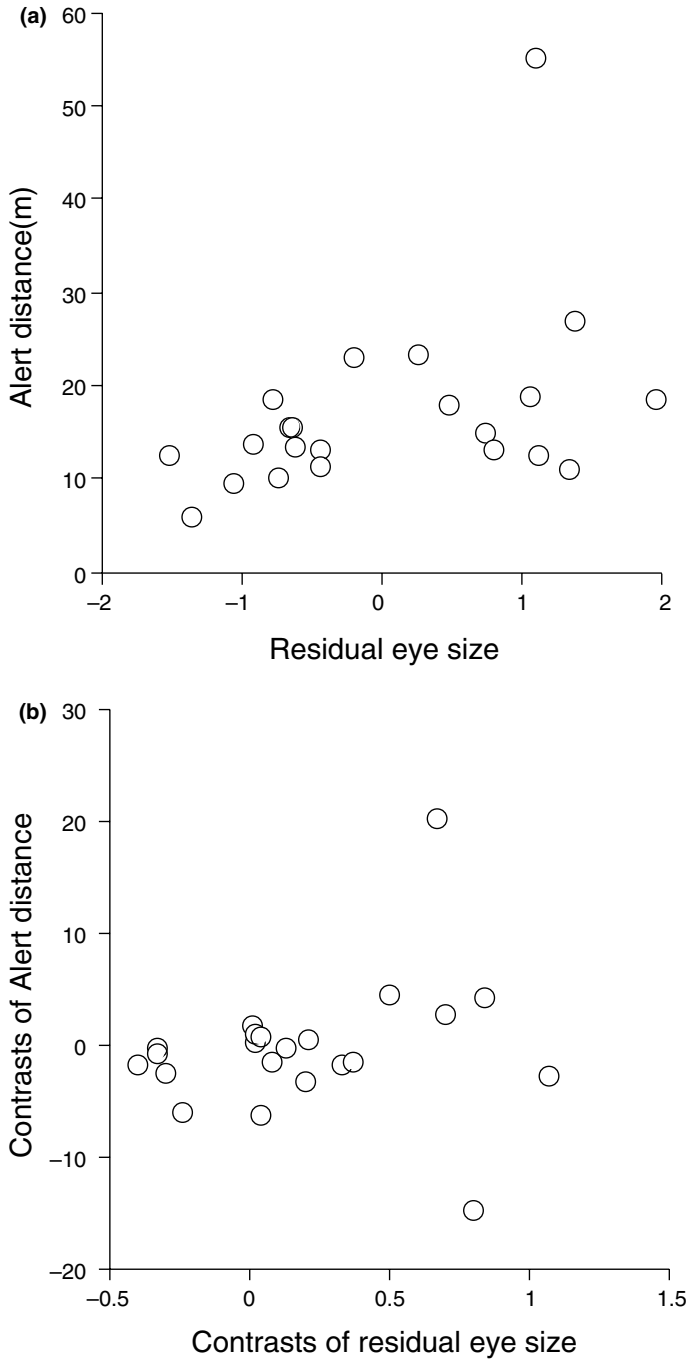 (a)
60
50
40
30
20
10
0
Alert distance(m)
–2 –1 0 1 2
Residual eye size
(b)
30
20
10
0
–10
–20
Contrasts of Alert distance
–0.5 0 0.5 1 1.5
Contrasts of residual eye size